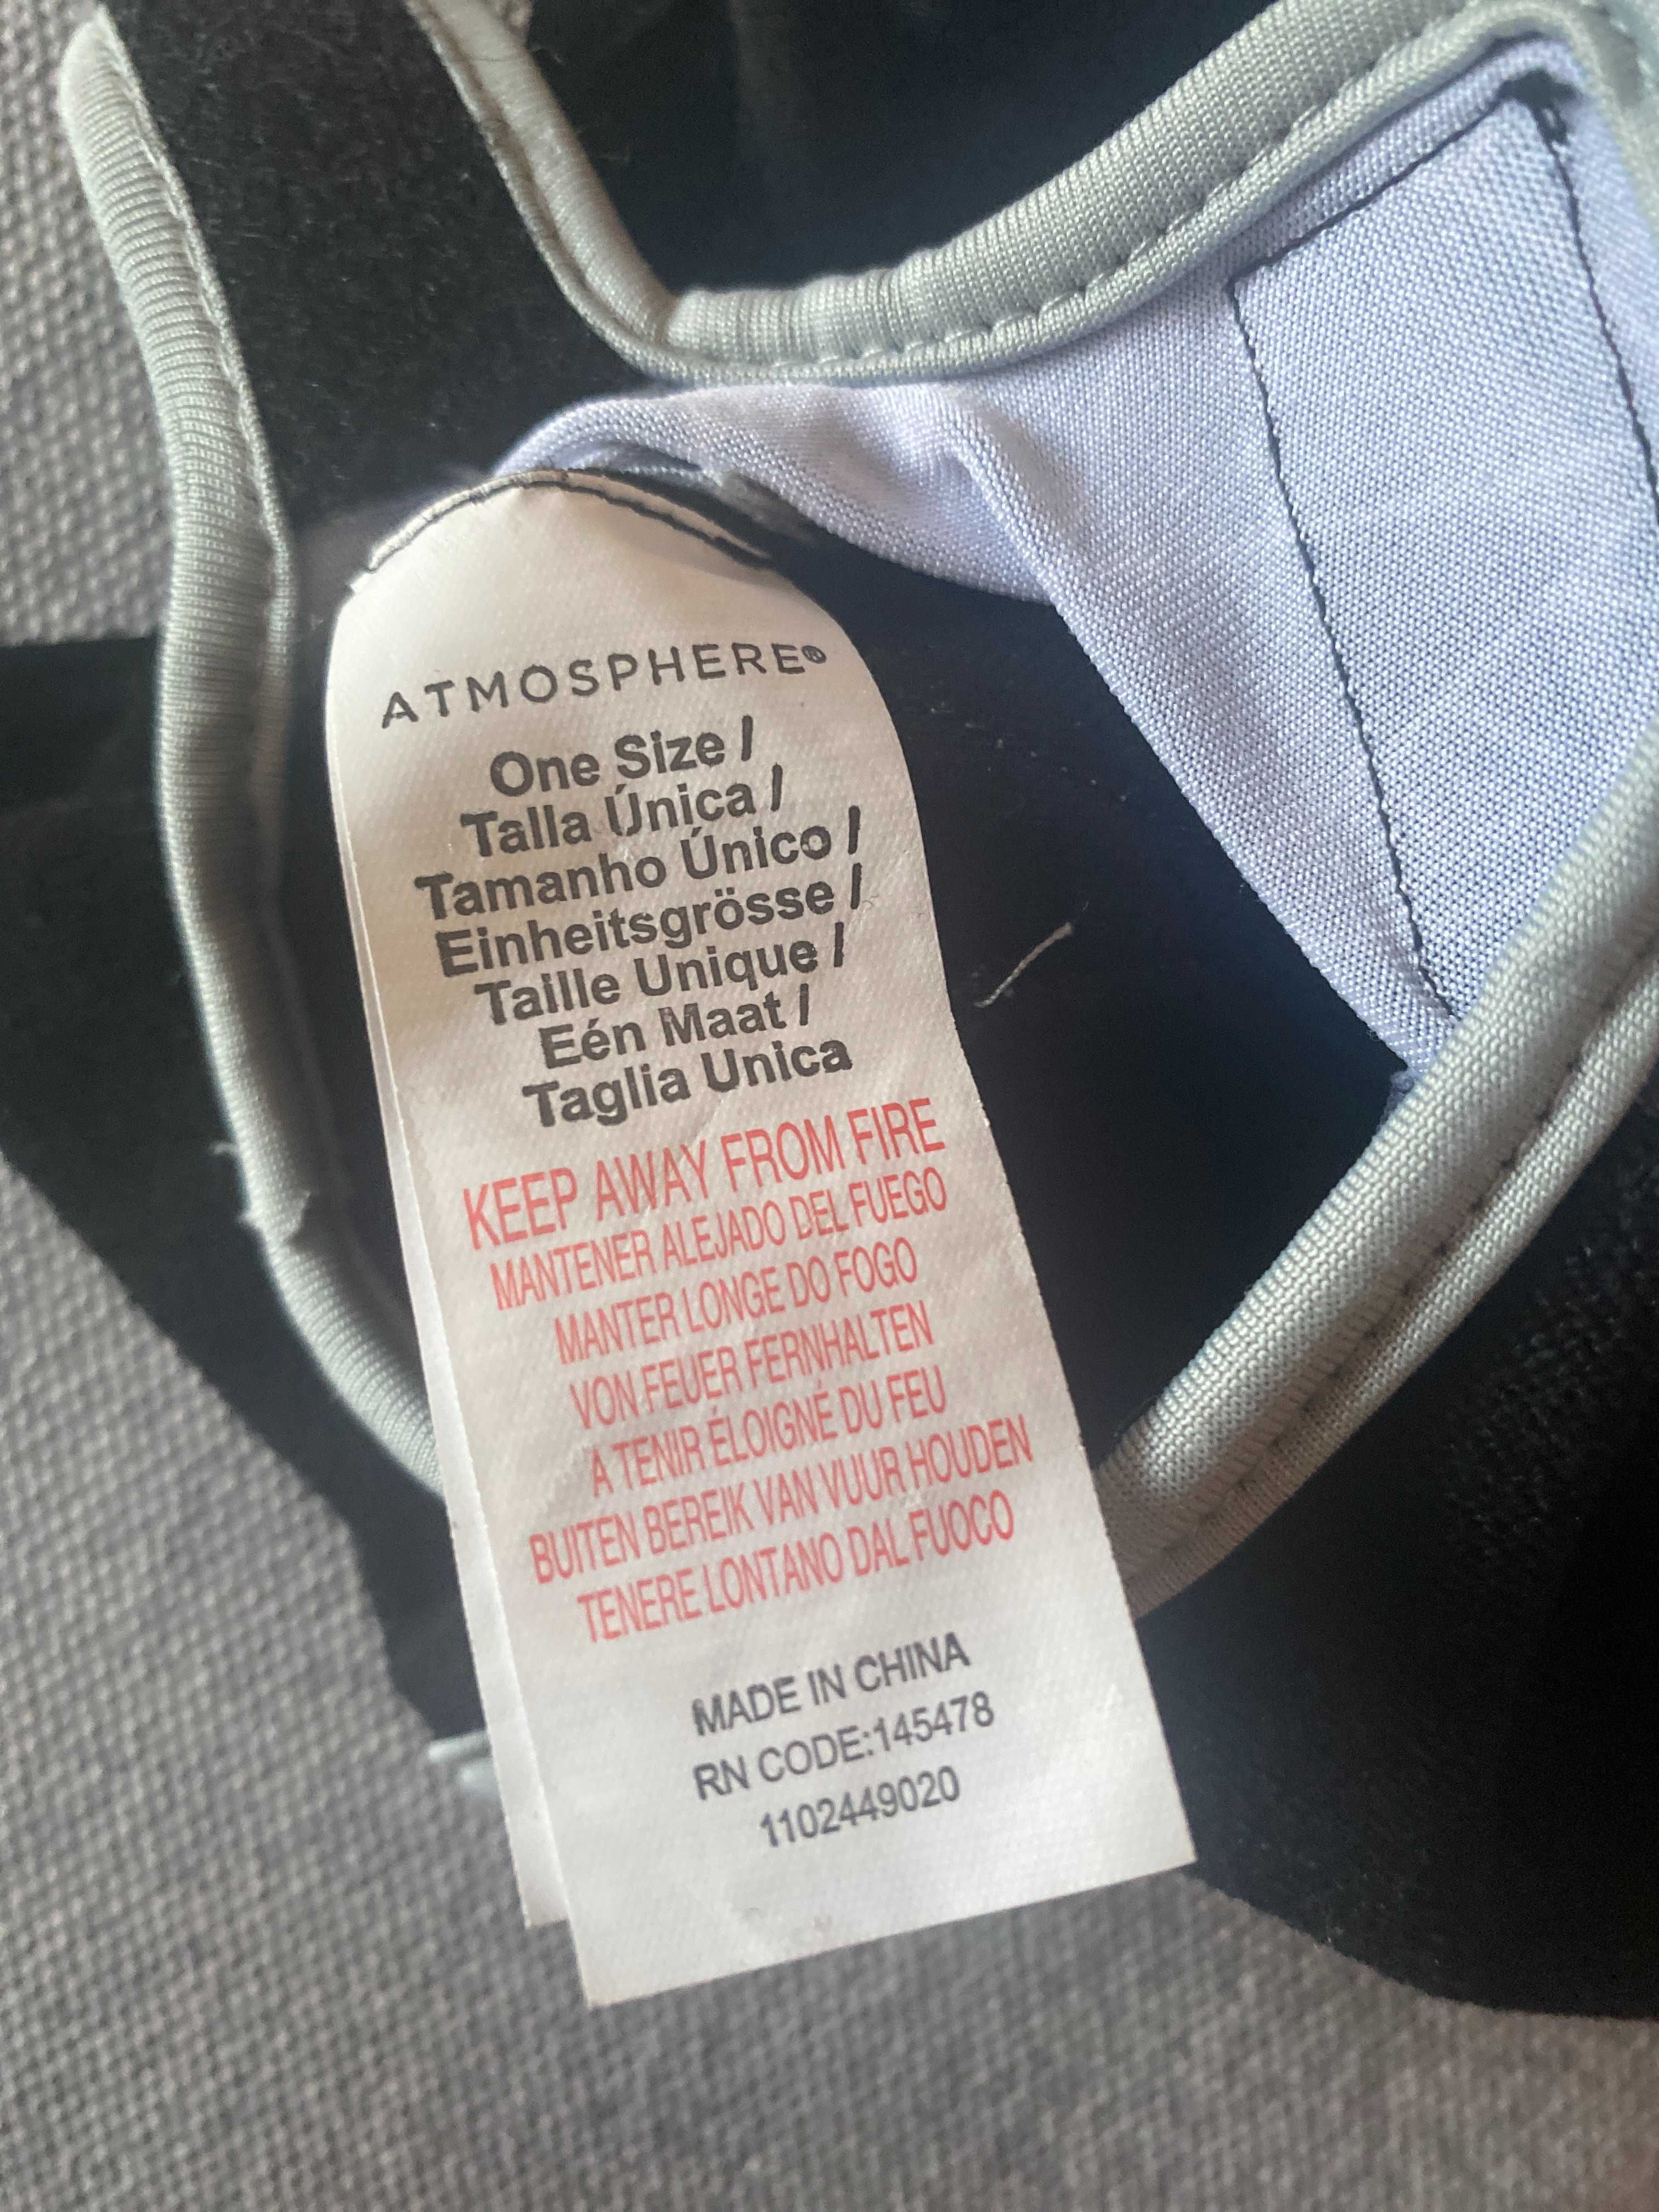 ATMOSPHERE®
One Size /
Talla Única /
Tamanho Único /
Einheitsgrösse /
Taille Unique /
Eén Maat /
Taglia Unica
KEEP AWAY FROM FIRE
MANTENER ALEJADO DEL FUEGO
MANTER LONGE DO FOGO
VON FEUER FERNHALTEN
A TENIR ÉLOIGNÉ DU FEU
BUITEN BEREIK VAN VUUR HOUDEN
TENERE LONTANO DAL FUOCO
MADE IN CHINA
RN CODE:145478
1102449020